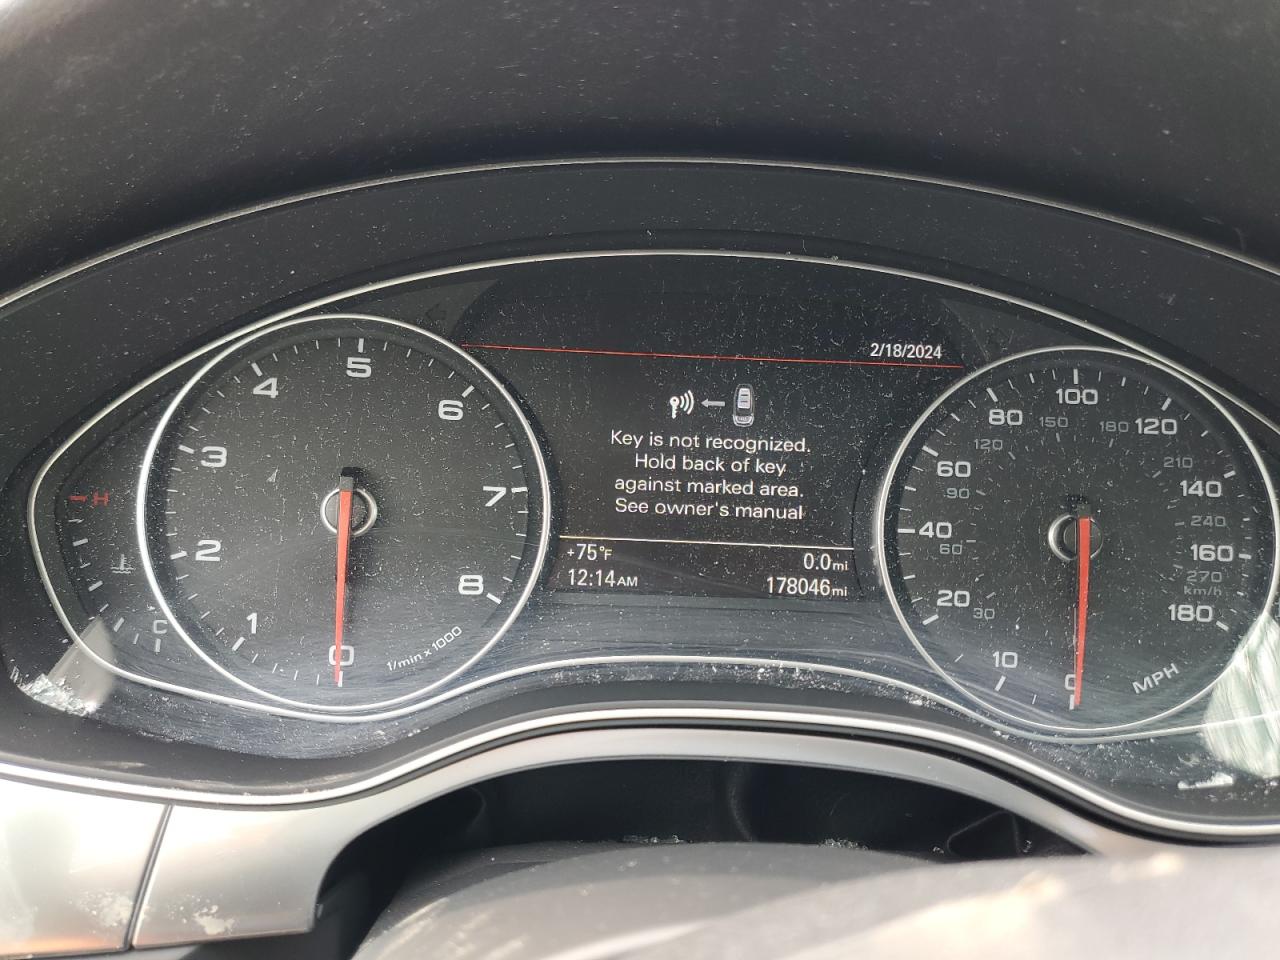 2/18/2024
Key is not recognized.
Hold back of key
against marked area.
See owner's manual
+75°F
0.0mi
12:14AM
178046mi
H
C
0
1
2
3
4
5
6
7
8
1/min x 1000
0
10
20
40
60
80
100
120
140
160
180
30
60
90
120
150
180
210
240
270
km/h
MPH